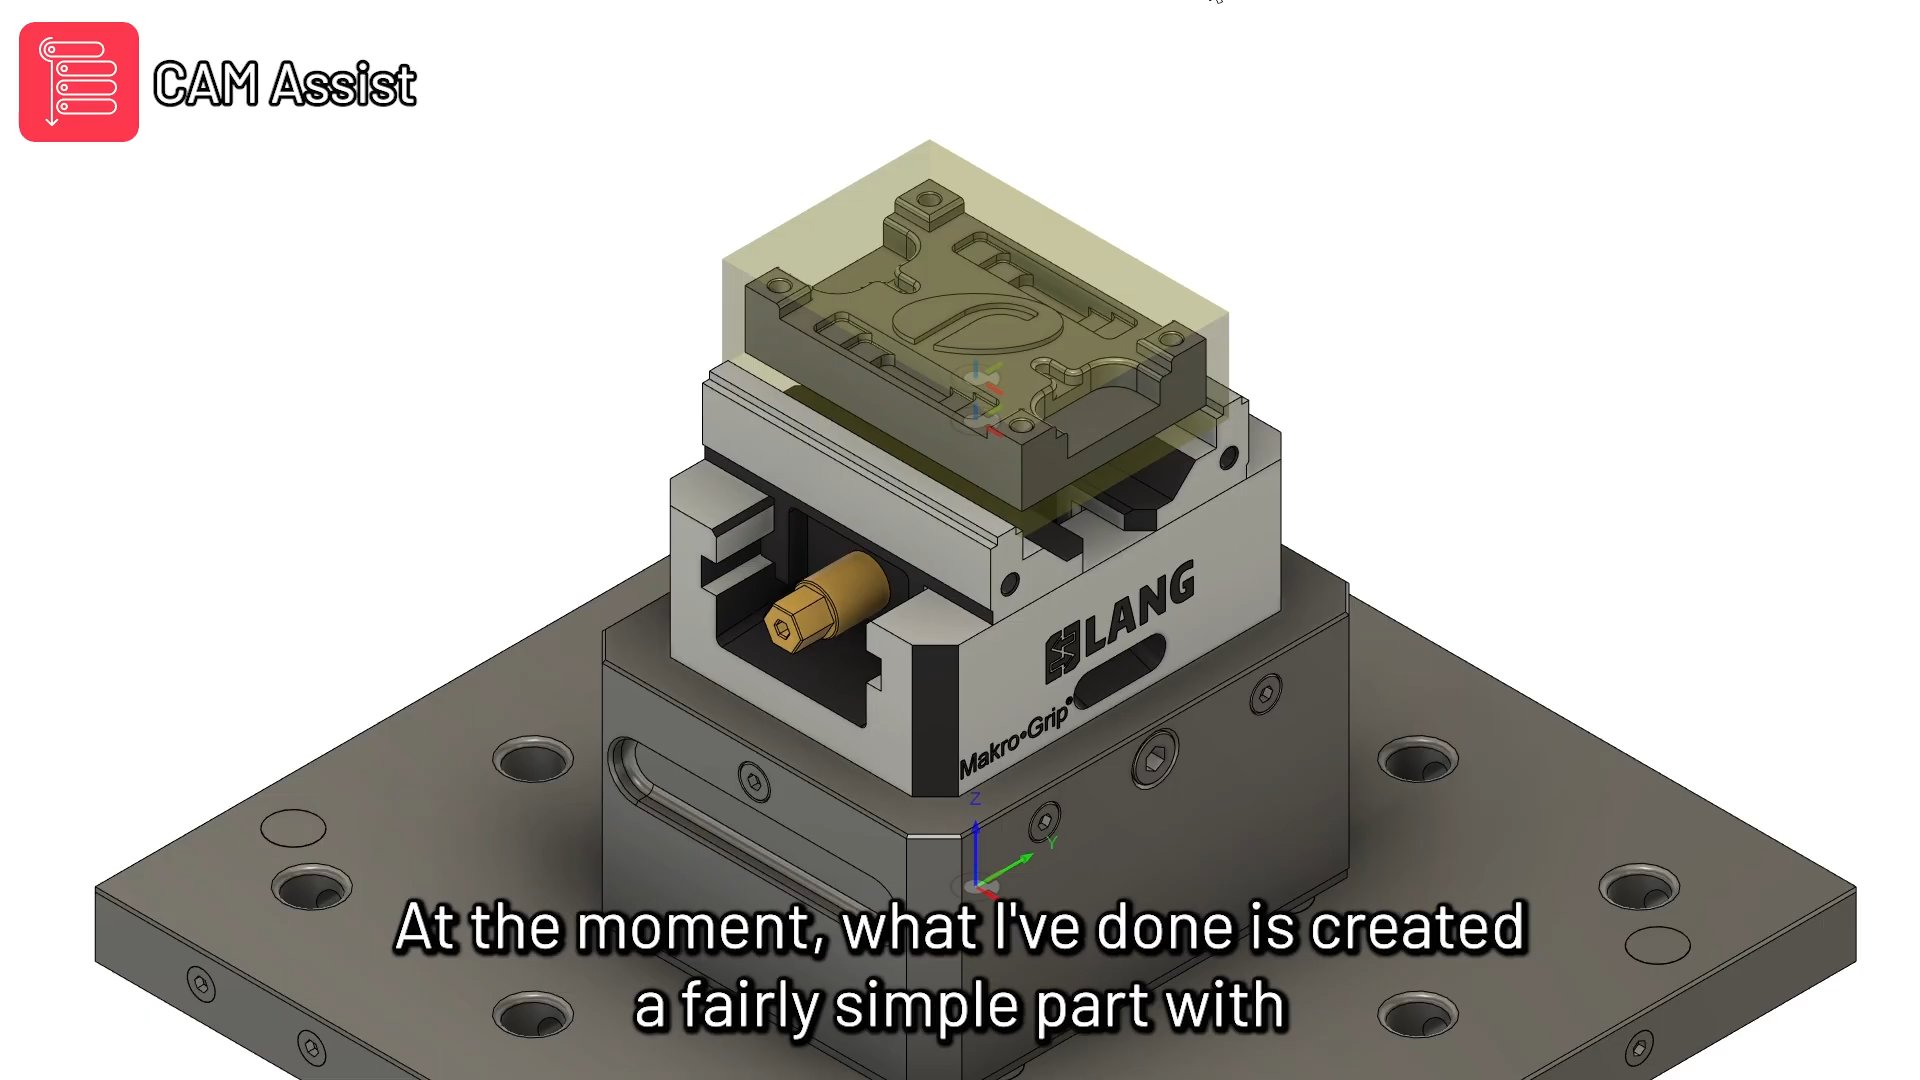 CAM Assist
LANG
Makro•Grip®
Z
Y
At the moment, what I've done is created
a fairly simple part with